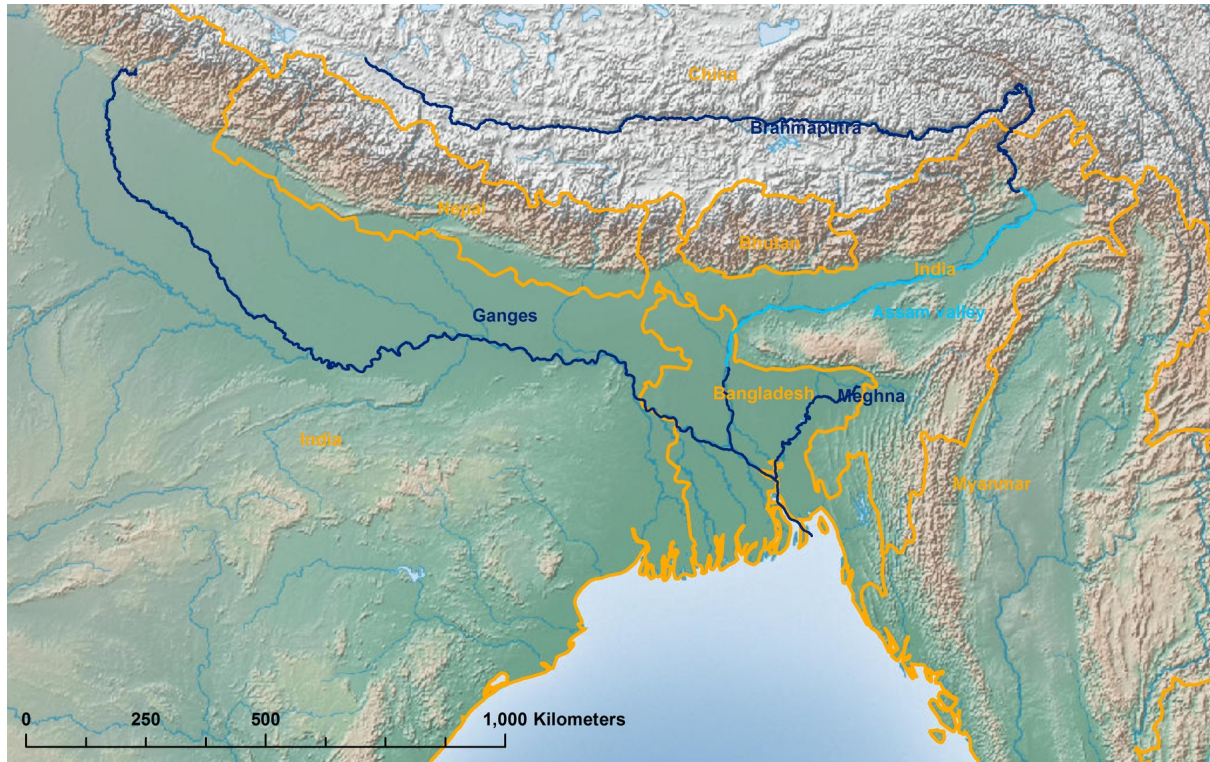 China
Brahmaputra
Nepal
Bhutan
India
Assam valley
Ganges
Bangladesh
Meghna
India
Myanmar
0 250 500 1,000 Kilometers